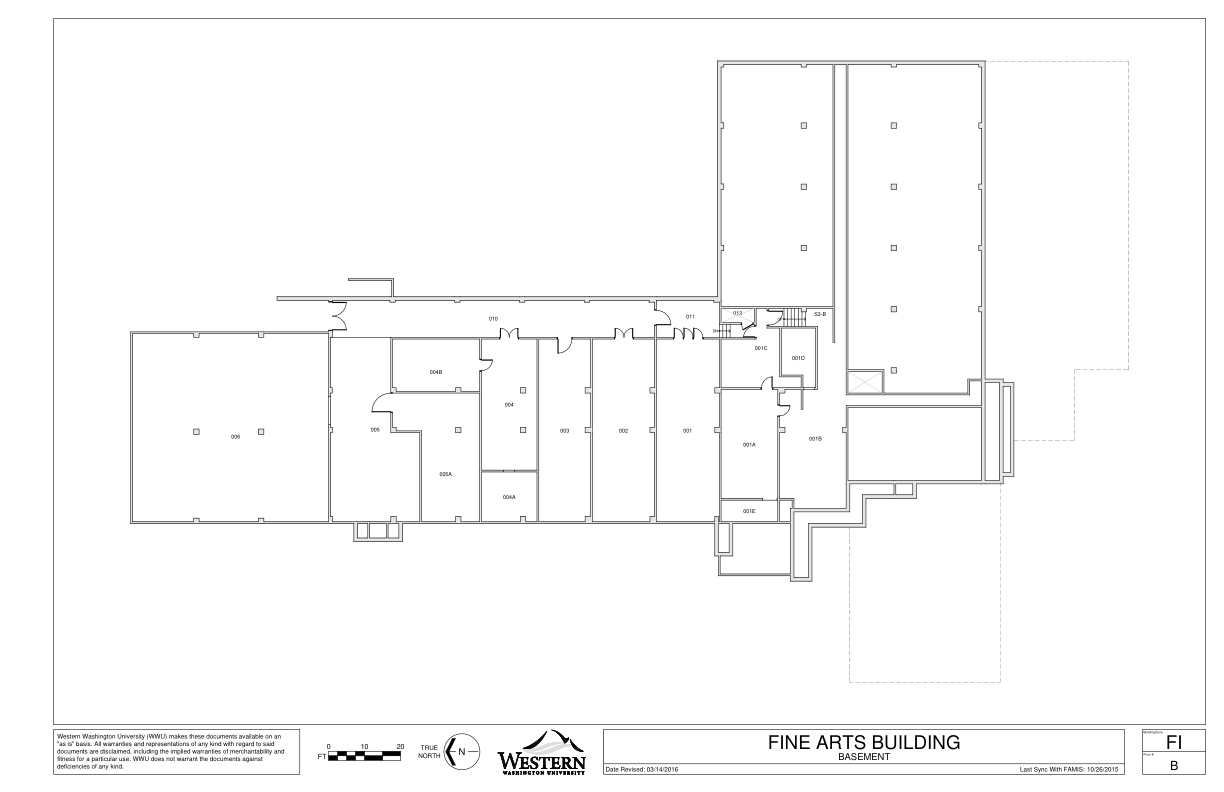 012
S3-B
010
011
001C
001D
004B
004
005
003
002
001
006
001B
001A
005A
004A
001E
Western Washington University (WWU) makes these documents available on an
"as is" basis. All warranties and representations of any kind with regard to said
documents are disclaimed, including the implied warranties of merchantability and
fitness for a particular use. WWU does not warrant the documents against
deficiencies of any kind.
0 10 20
FT
TRUE
NORTH
N
WESTERN
WASHINGTON UNIVERSITY
FINE ARTS BUILDING
BASEMENT
Date Revised: 03/14/2016
Last Sync With FAMIS: 10/26/2015
FI
Floor #
B